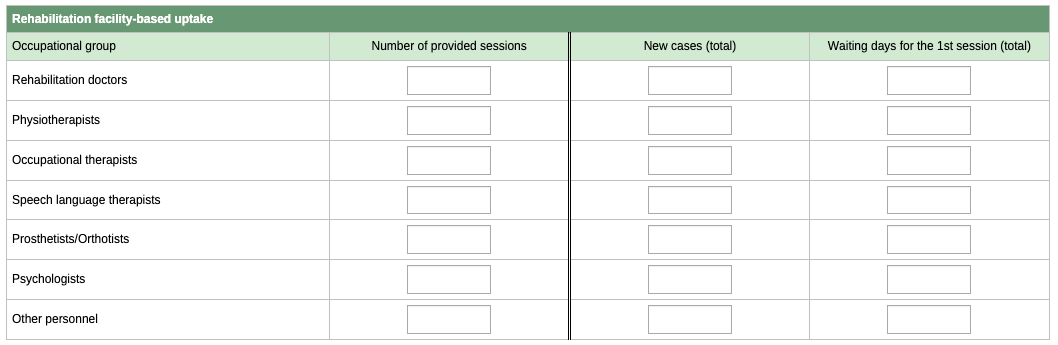 Rehabilitation facility-based uptake
Occupational group Number of provided sessions New cases (total) Waiting days for the 1st session (total)
Rehabilitation doctors
Physiotherapists
Occupational therapists
Speech language therapists
Prosthetists/Orthotists
Psychologists
Other personnel